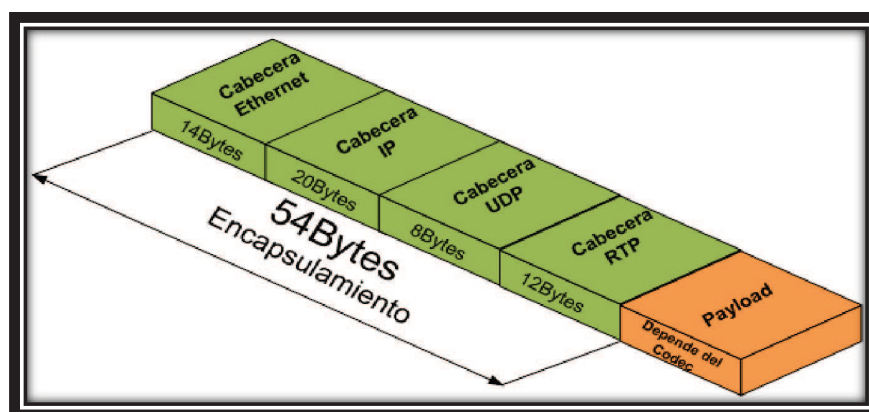 Cabecera
Ethernet
14Bytes
Cabecera
IP
20Bytes
Cabecera
UDP
8Bytes
Cabecera
RTP
12Bytes
Payload
Depende del
Codec
54Bytes
Encapsulamiento